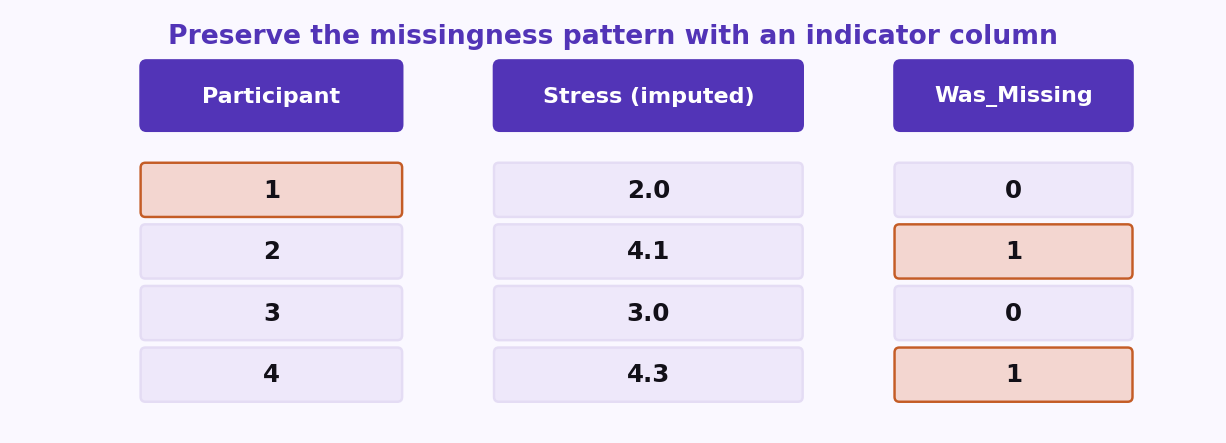 Preserve the missingness pattern with an indicator column
Participant Stress (imputed) Was_Missing
1 2.0 0
2 4.1 1
3 3.0 0
4 4.3 1